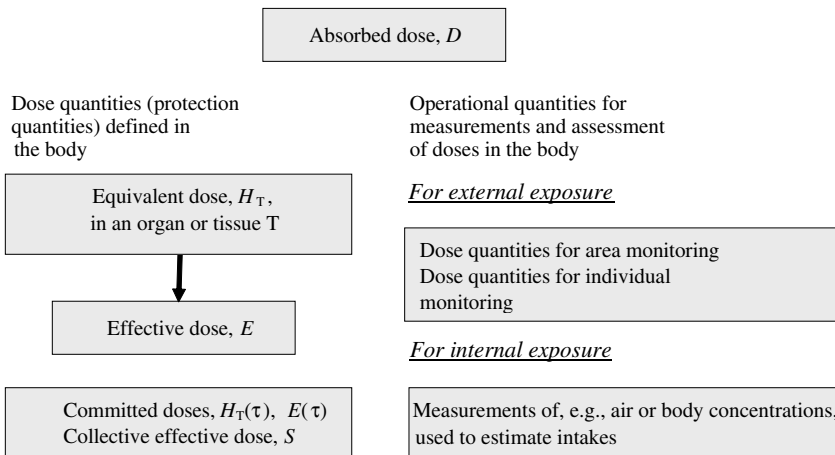 Absorbed dose, D
Dose quantities (protection
quantities) defined in
the body
Equivalent dose, H_T,
in an organ or tissue T
Effective dose, E
Committed doses, H_T(τ), E(τ)
Collective effective dose, S
Operational quantities for
measurements and assessment
of doses in the body
For external exposure
Dose quantities for area monitoring
Dose quantities for individual
monitoring
For internal exposure
Measurements of, e.g., air or body concentrations,
used to estimate intakes